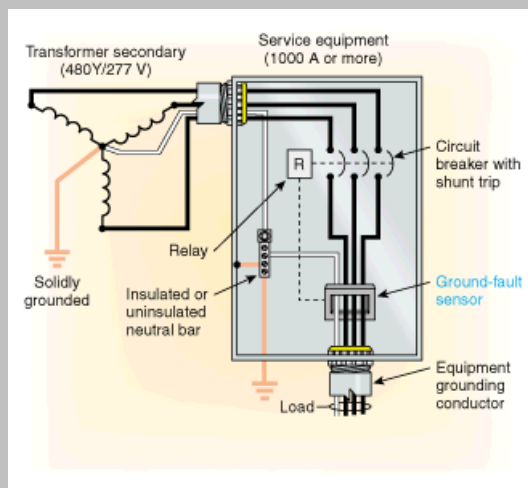 Transformer secondary
(480Y/277 V)
Service equipment
(1000 A or more)
Circuit
breaker with
shunt trip
R
Relay
Solidly
grounded
Insulated or
uninsulated
neutral bar
Ground-fault
sensor
Equipment
grounding
conductor
Load